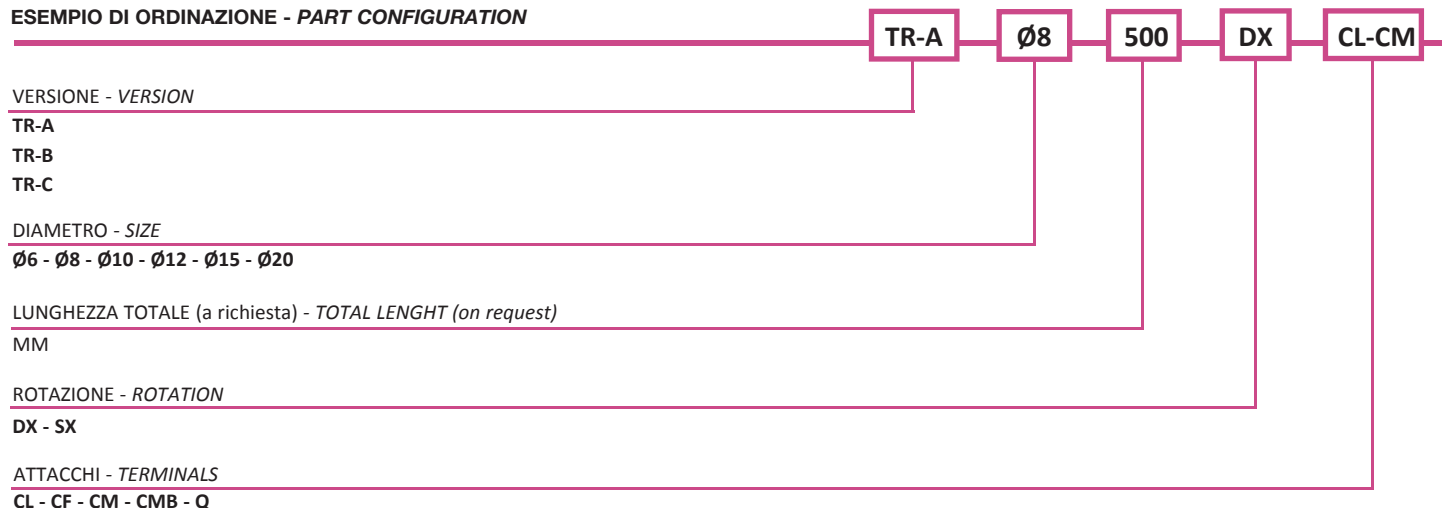 ESEMPIO DI ORDINAZIONE - PART CONFIGURATION
TR-A Ø8 500 DX CL-CM
VERSIONE - VERSION
TR-A
TR-B
TR-C
DIAMETRO - SIZE
Ø6 - Ø8 - Ø10 - Ø12 - Ø15 - Ø20
LUNGHEZZA TOTALE (a richiesta) - TOTAL LENGHT (on request)
MM
ROTAZIONE - ROTATION
DX - SX
ATTACCHI - TERMINALS
CL - CF - CM - CMB - Q